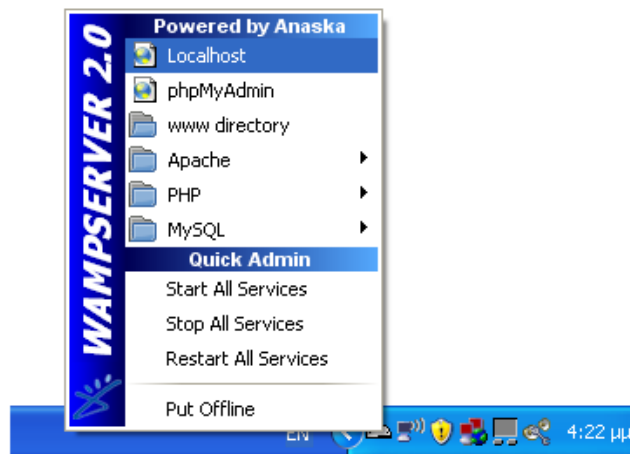 WAMPSERVER 2.0
Powered by Anaska
Localhost
phpMyAdmin
www directory
Apache
PHP
MySQL
Quick Admin
Start All Services
Stop All Services
Restart All Services
Put Offline
EN
4:22 μμ